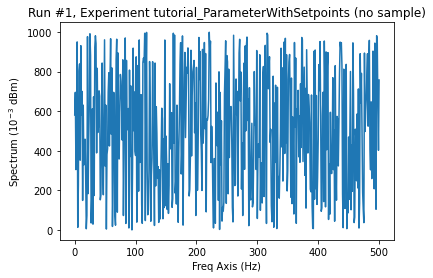 Run #1, Experiment tutorial_ParameterWithSetpoints (no sample)
1000
800
600
400
200
0
Spectrum (10⁻³ dBm)
0 100 200 300 400 500
Freq Axis (Hz)